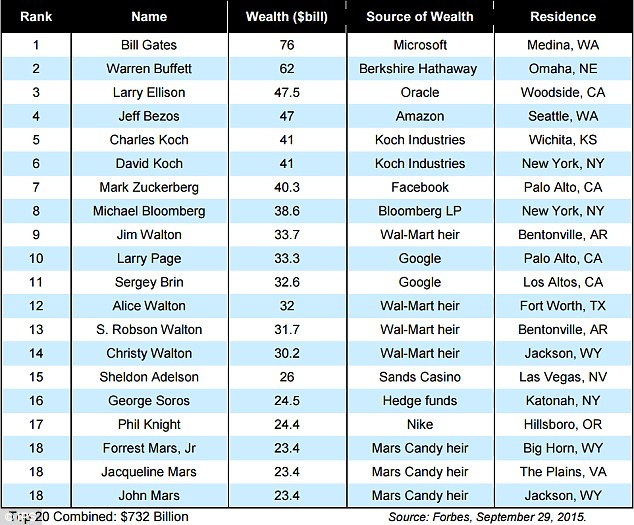 Rank Name Wealth ($bill) Source of Wealth Residence
1 Bill Gates 76 Microsoft Medina, WA
2 Warren Buffett 62 Berkshire Hathaway Omaha, NE
3 Larry Ellison 47.5 Oracle Woodside, CA
4 Jeff Bezos 47 Amazon Seattle, WA
5 Charles Koch 41 Koch Industries Wichita, KS
6 David Koch 41 Koch Industries New York, NY
7 Mark Zuckerberg 40.3 Facebook Palo Alto, CA
8 Michael Bloomberg 38.6 Bloomberg LP New York, NY
9 Jim Walton 33.7 Wal-Mart heir Bentonville, AR
10 Larry Page 33.3 Google Palo Alto, CA
11 Sergey Brin 32.6 Google Los Altos, CA
12 Alice Walton 32 Wal-Mart heir Fort Worth, TX
13 S. Robson Walton 31.7 Wal-Mart heir Bentonville, AR
14 Christy Walton 30.2 Wal-Mart heir Jackson, WY
15 Sheldon Adelson 26 Sands Casino Las Vegas, NV
16 George Soros 24.5 Hedge funds Katonah, NY
17 Phil Knight 24.4 Nike Hillsboro, OR
18 Forrest Mars, Jr 23.4 Mars Candy heir Big Horn, WY
18 Jacqueline Mars 23.4 Mars Candy heir The Plains, VA
18 John Mars 23.4 Mars Candy heir Jackson, WY
Top 20 Combined: $732 Billion Source: Forbes, September 29, 2015.